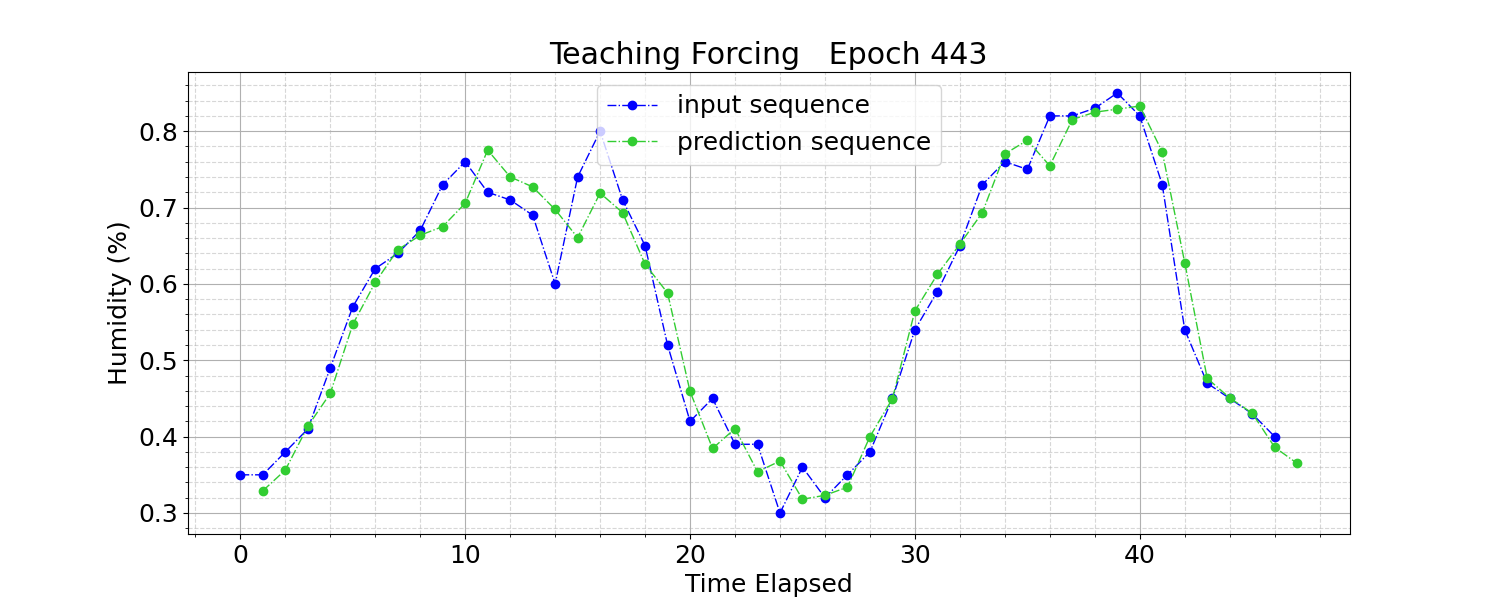 Teaching Forcing   Epoch 443
input sequence
prediction sequence
Humidity (%)
0.8
0.7
0.6
0.5
0.4
0.3
0
10
20
30
40
Time Elapsed